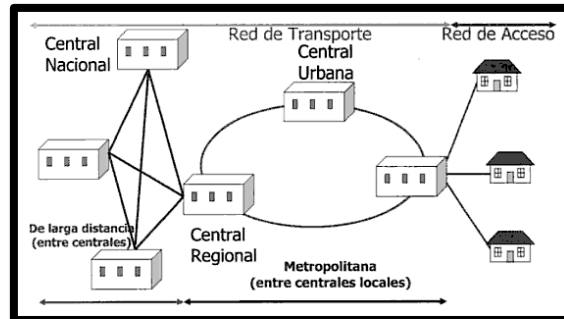 Red de Transporte
Red de Acceso
Central
Nacional
Central
Urbana
De larga distancia
(entre centrales)
Central
Regional
Metropolitana
(entre centrales locales)